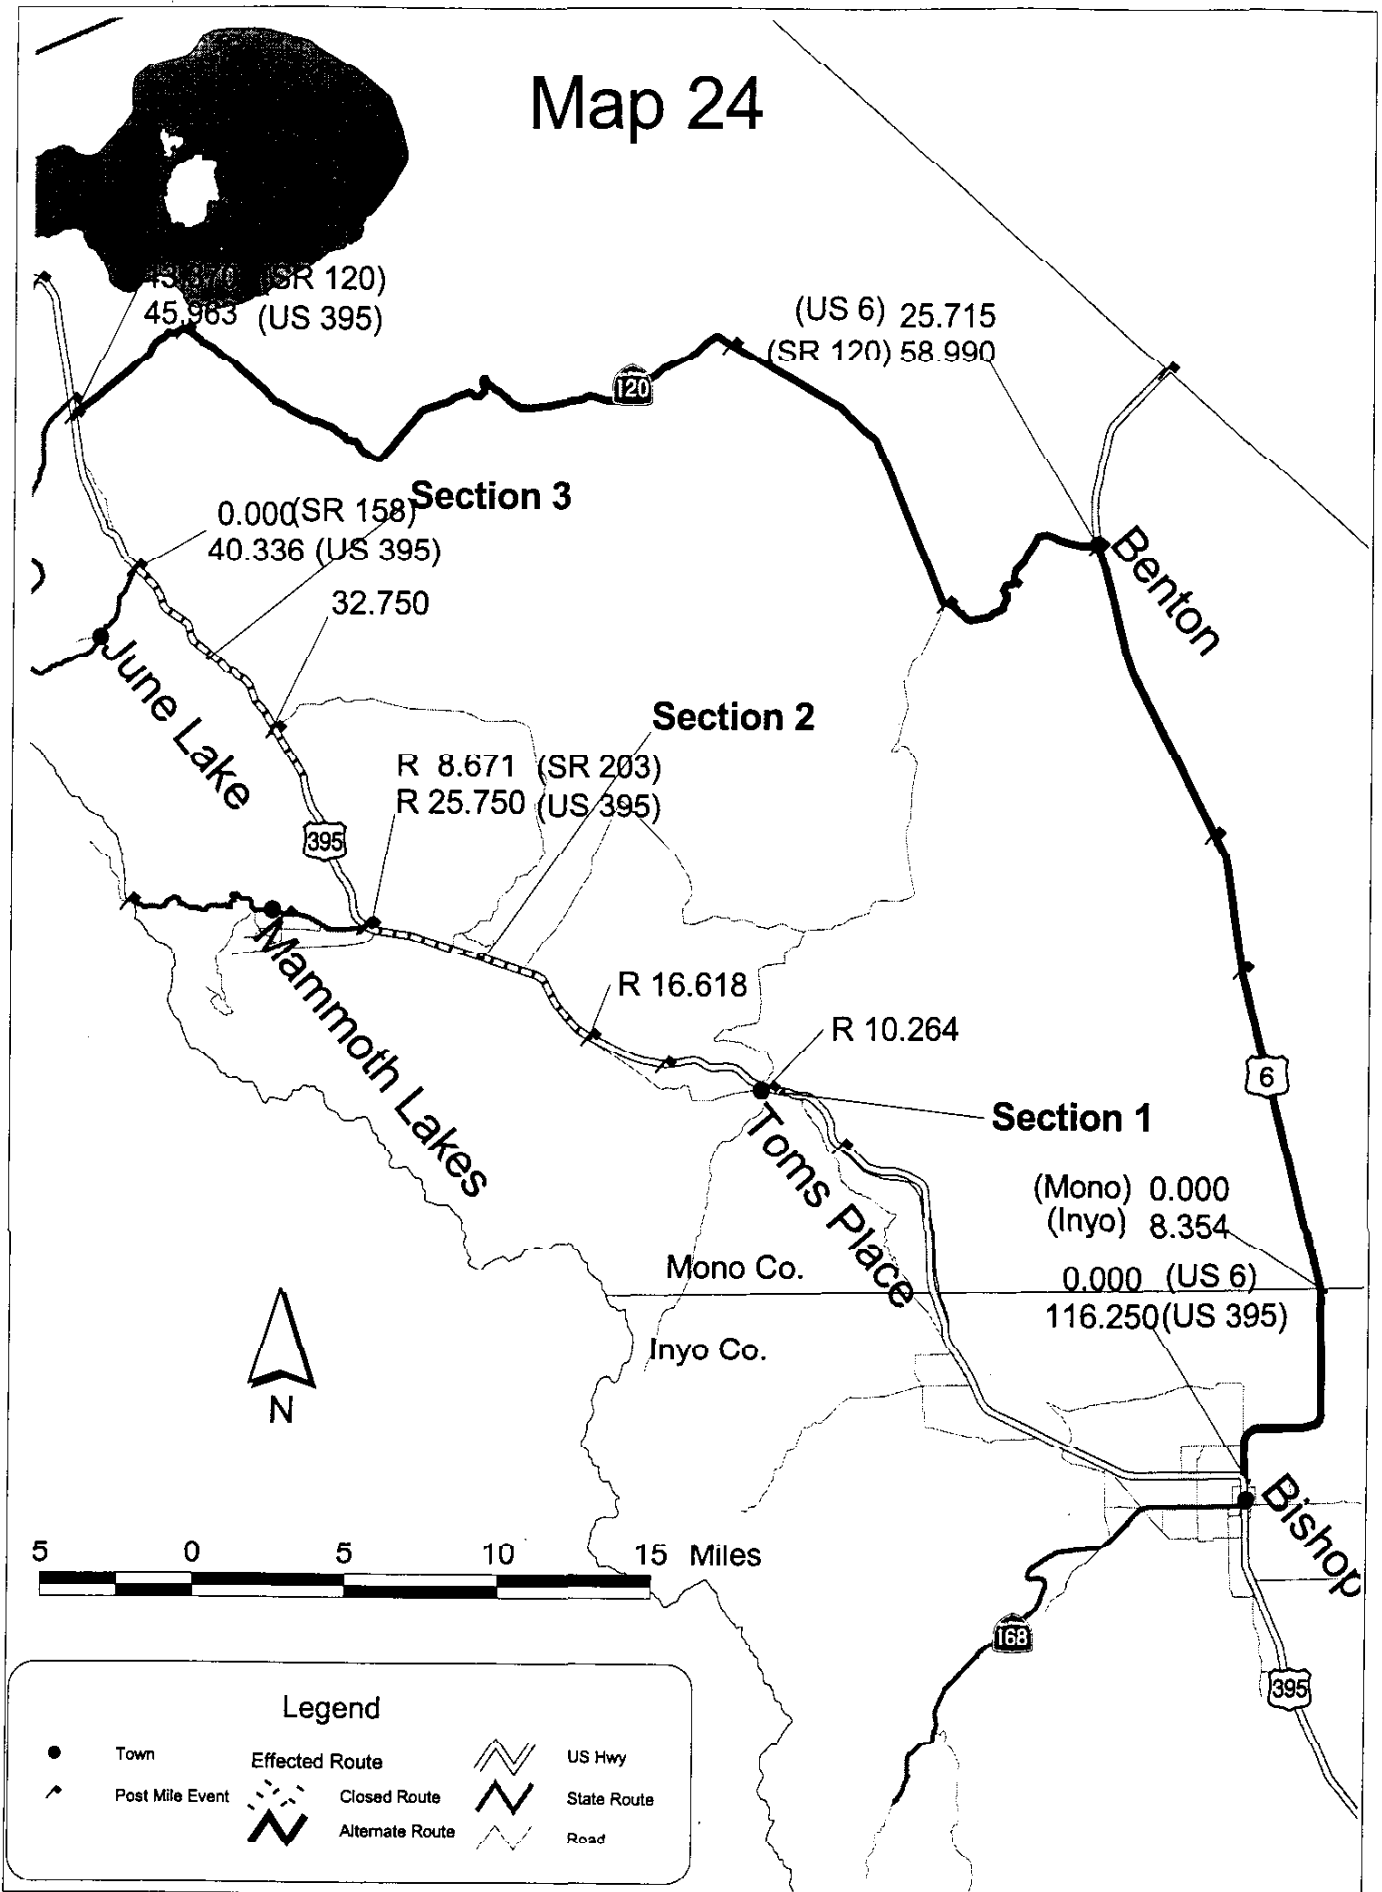 Map 24
(SR 120)
45.963 (US 395)
(US 6) 25.715
(SR 120) 58.990
120
Section 3
0.000 (SR 158)
40.336 (US 395)
32.750
Benton
June Lake
Section 2
R 8.671 (SR 203)
R 25.750 (US 395)
395
Mammoth Lakes
R 16.618
R 10.264
6
Section 1
Toms Place
(Mono) 0.000
(Inyo) 8.354
Mono Co.
0.000 (US 6)
116.250 (US 395)
Inyo Co.
N
Bishop
5 0 5 10 15 Miles
168
395
Legend
Town
Post Mile Event
Effected Route
Closed Route
Alternate Route
US Hwy
State Route
Road